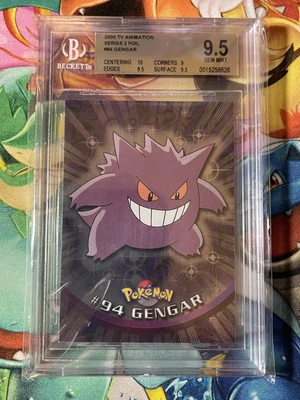 B
BECKETT
2000 TV ANIMATION
SERIES 2 FOIL
#94 GENGAR
CENTERING 10 CORNERS 9
EDGES 9.5 SURFACE 9.5
9.5
GEM MINT
0015258526
POKéMON
#94 GENGAR